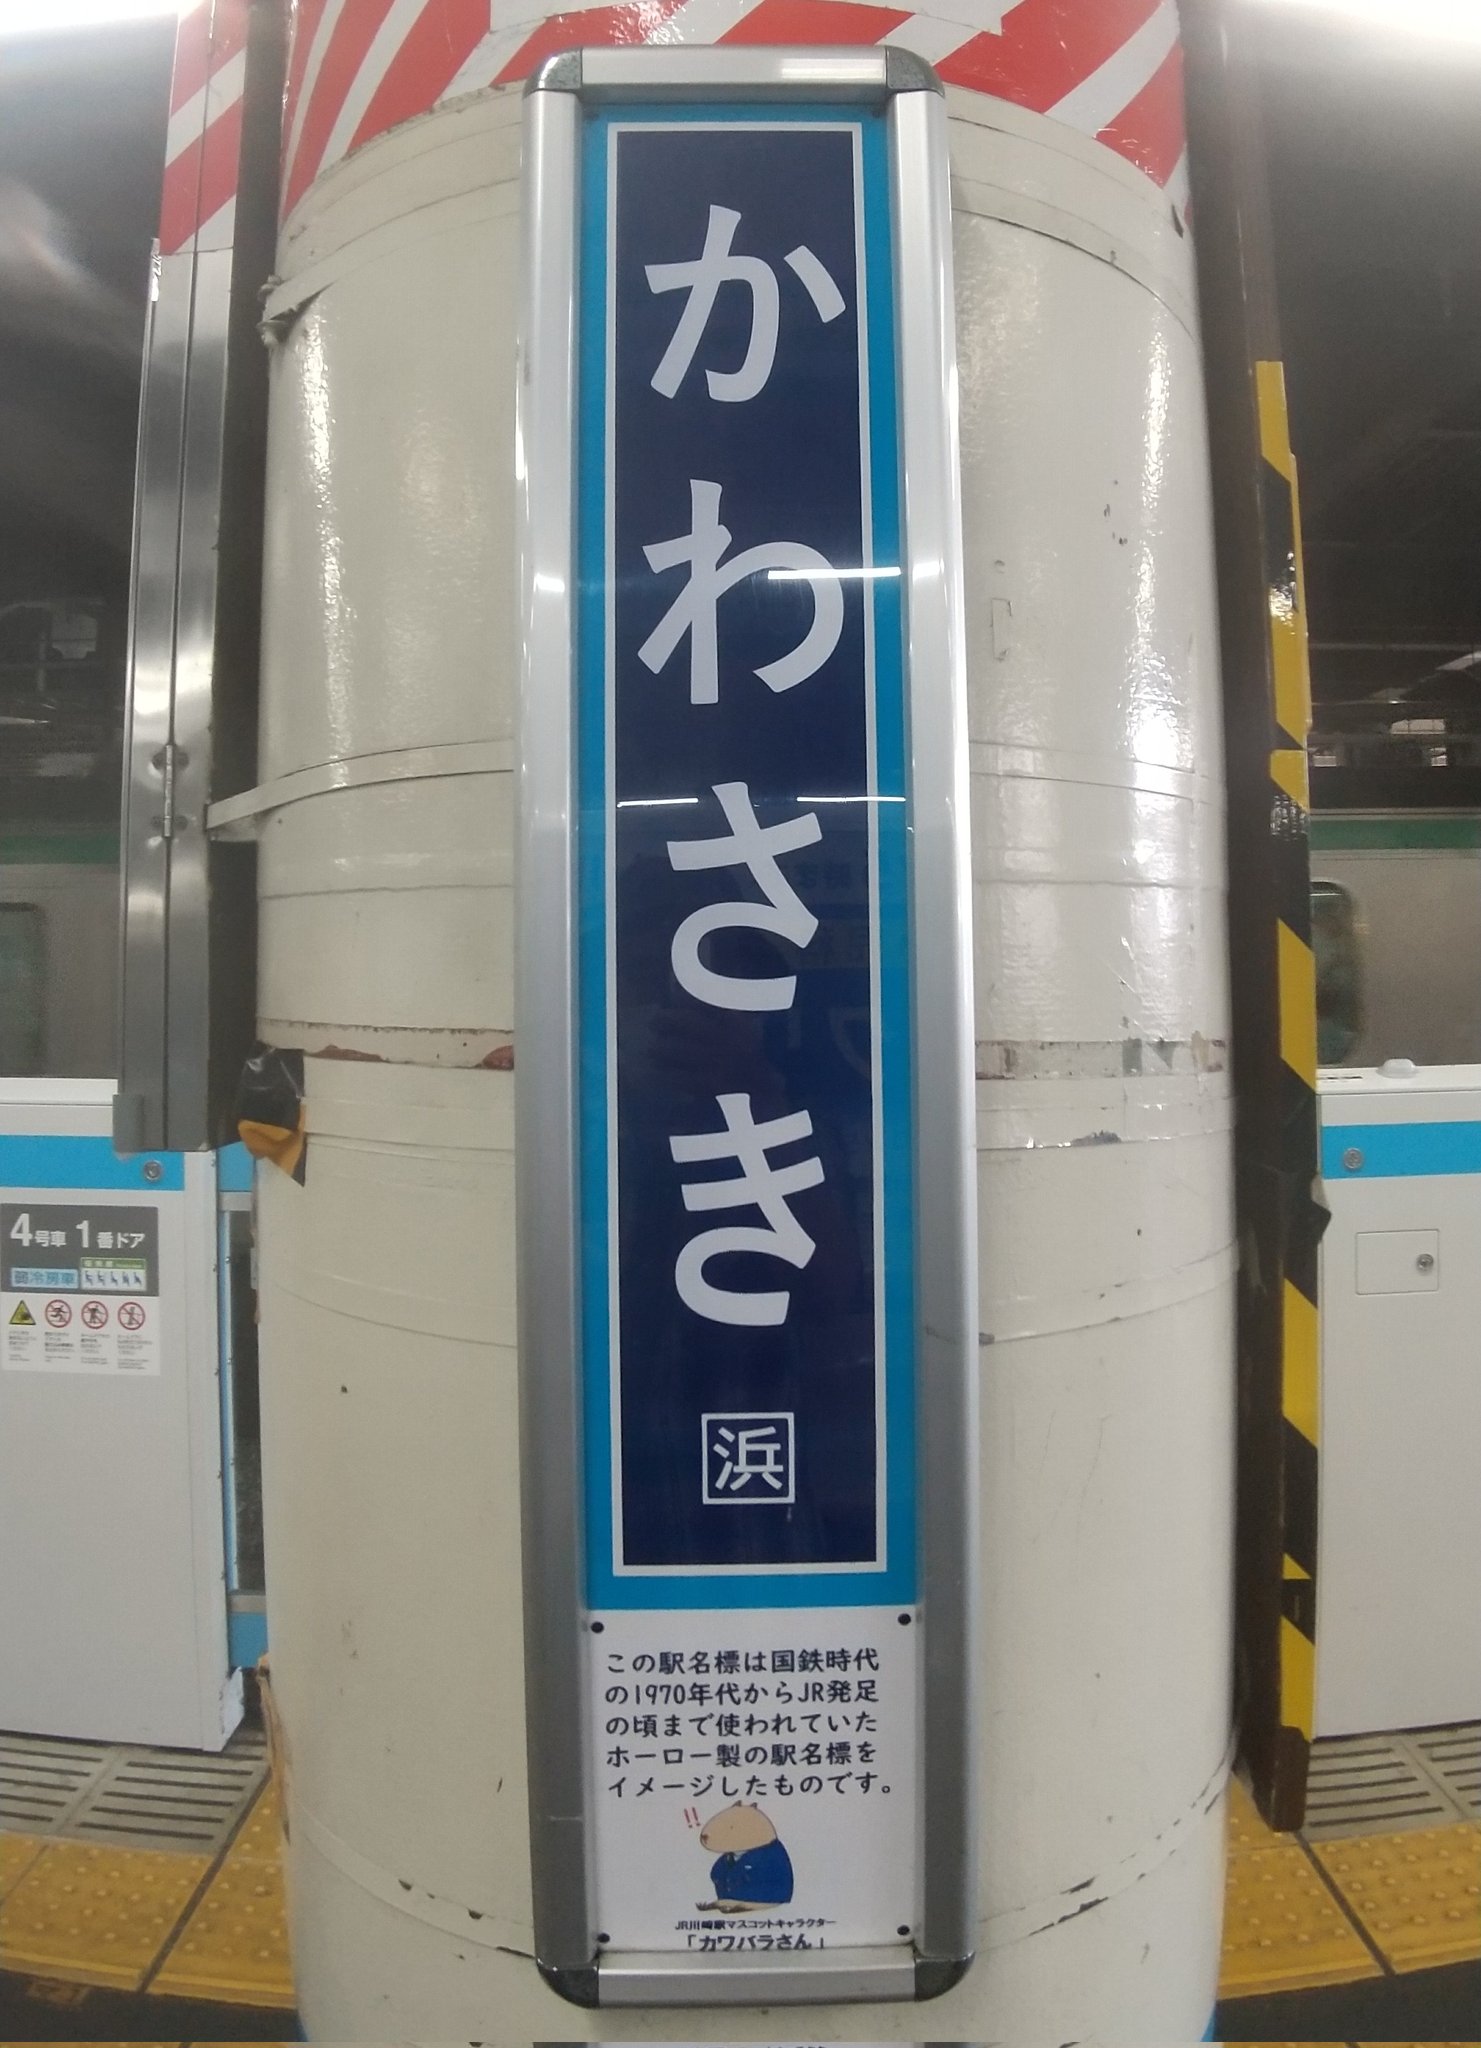 かわさき
浜
この駅名標は国鉄時代
の1970年代からJR発足
の頃まで使われていた
ホーロー製の駅名標を
イメージしたものです。
!!
JR川崎駅マスコットキャラクター
「カワバラさん」
4号車 1番ドア
弱冷房車